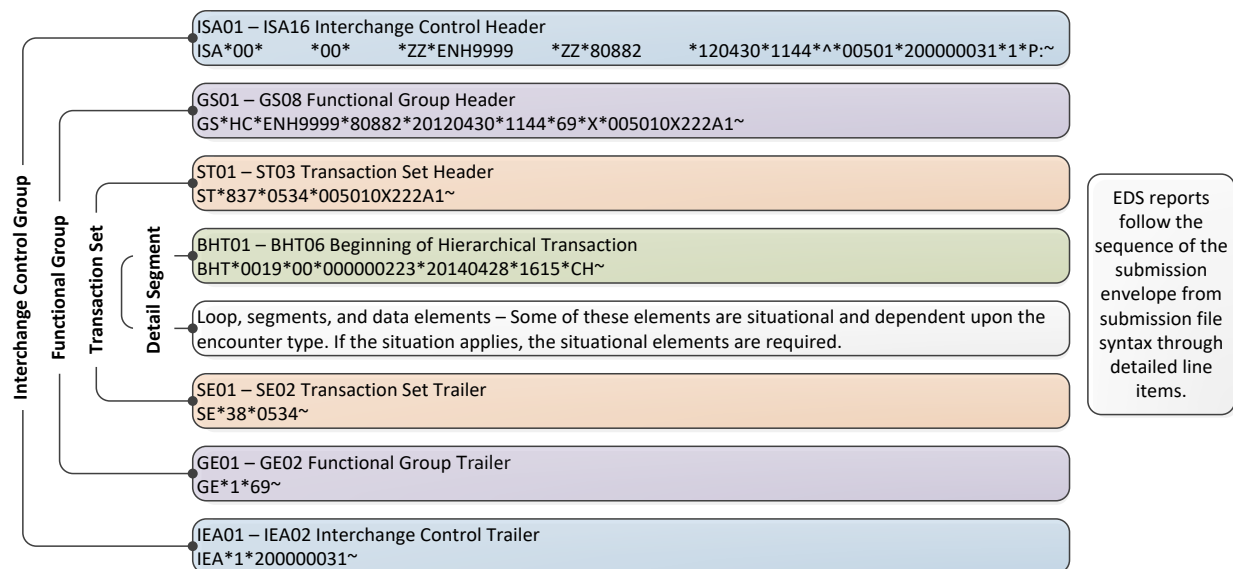 ISA01 – ISA16 Interchange Control Header
ISA*00*      *00*      *ZZ*ENH9999      *ZZ*80882      *120430*1144*^*00501*200000031*1*P:~
GS01 – GS08 Functional Group Header
GS*HC*ENH9999*80882*20120430*1144*69*X*005010X222A1~
ST01 – ST03 Transaction Set Header
ST*837*0534*005010X222A1~
BHT01 – BHT06 Beginning of Hierarchical Transaction
BHT*0019*00*000000223*20140428*1615*CH~
Loop, segments, and data elements – Some of these elements are situational and dependent upon the
encounter type. If the situation applies, the situational elements are required.
SE01 – SE02 Transaction Set Trailer
SE*38*0534~
GE01 – GE02 Functional Group Trailer
GE*1*69~
IEA01 – IEA02 Interchange Control Trailer
IEA*1*200000031~
Interchange Control Group
Functional Group
Transaction Set
Detail Segment
EDS reports
follow the
sequence of the
submission
envelope from
submission file
syntax through
detailed line
items.